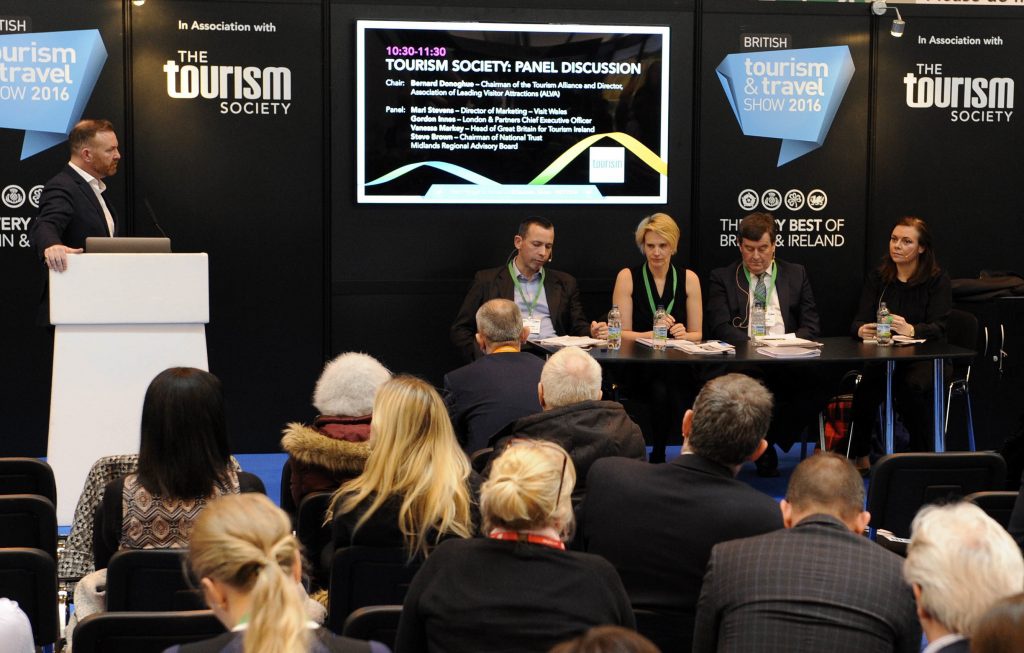 BRITISH
tourism
& travel
SHOW 2016
In Association with
THE
tourism
SOCIETY
10:30-11:30
TOURISM SOCIETY: PANEL DISCUSSION
Chair: Bernard Donoghue – Chairman of the Tourism Alliance and Director,
Association of Leading Visitor Attractions (ALVA)
Panel: Mari Stevens – Director of Marketing – Visit Wales
Gordon Innes – London & Partners Chief Executive Officer
Vanessa Markey – Head of Great Britain for Tourism Ireland
Steve Brown – Chairman of National Trust
Midlands Regional Advisory Board
tourism
BRITISH
tourism
& travel
SHOW 2016
THE VERY BEST OF
BRITAIN & IRELAND
In Association with
THE
tourism
SOCIETY